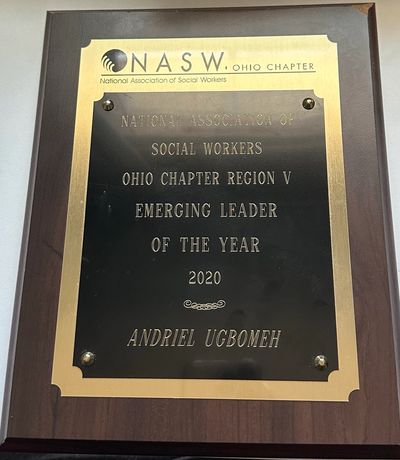 NASW. OHIO CHAPTER
National Association of Social Workers
NATIONAL ASSOCIATION OF
SOCIAL WORKERS
OHIO CHAPTER REGION V
EMERGING LEADER
OF THE YEAR
2020
ANDRIEL UGBOMEH